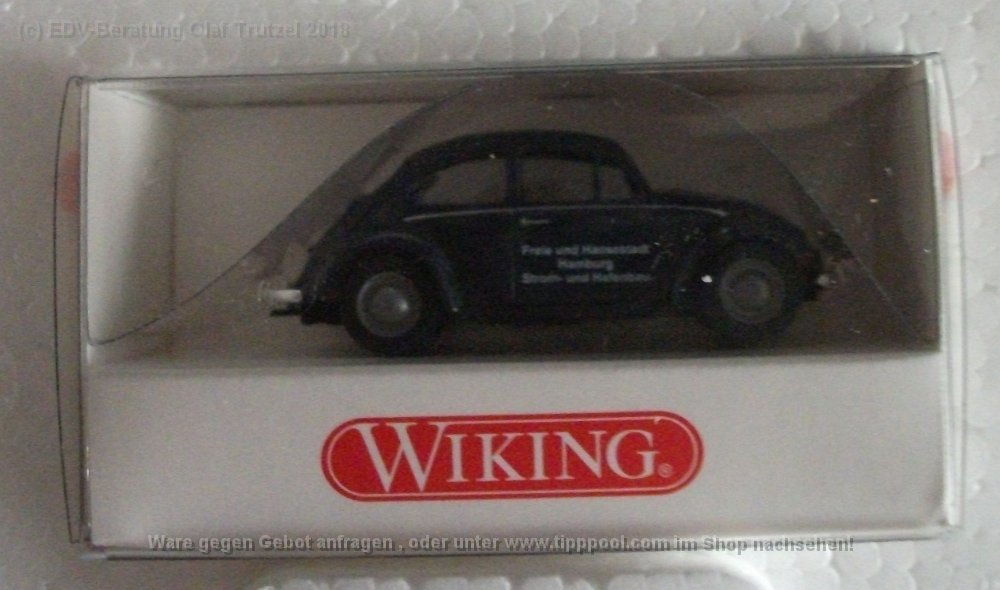 (c) EDV-Beratung Olaf Trutzel 2018
Freie und Hansestadt
Hamburg
Strom- und Hafenbau
WIKING®
Ware gegen Gebot anfragen , oder unter www.tipppool.com im Shop nachsehen!